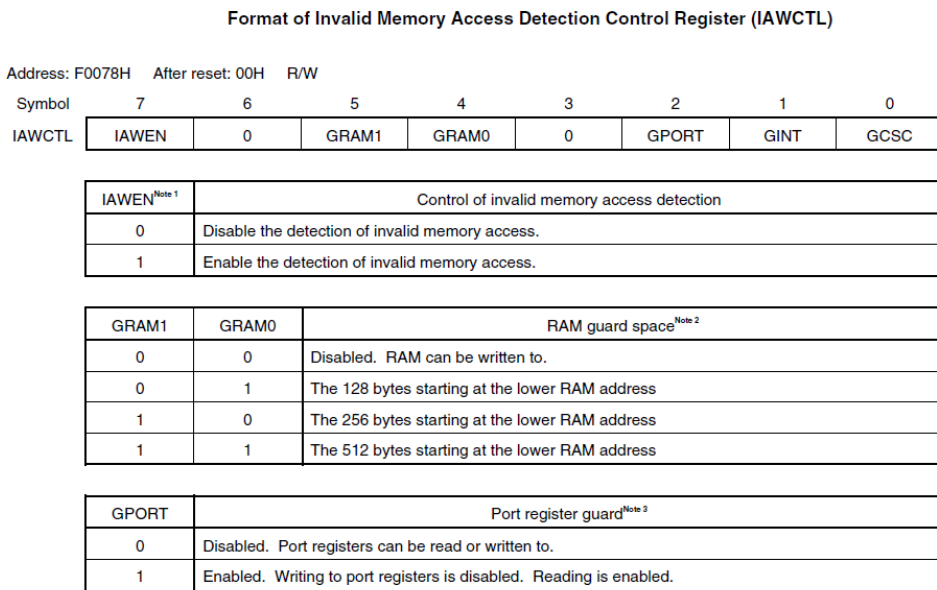 Format of Invalid Memory Access Detection Control Register (IAWCTL)
Address: F0078H After reset: 00H R/W
Symbol 7 6 5 4 3 2 1 0
IAWCTL IAWEN 0 GRAM1 GRAM0 0 GPORT GINT GCSC
IAWEN Note 1 Control of invalid memory access detection
0 Disable the detection of invalid memory access.
1 Enable the detection of invalid memory access.
GRAM1 GRAM0 RAM guard space Note 2
0 0 Disabled. RAM can be written to.
0 1 The 128 bytes starting at the lower RAM address
1 0 The 256 bytes starting at the lower RAM address
1 1 The 512 bytes starting at the lower RAM address
GPORT Port register guard Note 3
0 Disabled. Port registers can be read or written to.
1 Enabled. Writing to port registers is disabled. Reading is enabled.